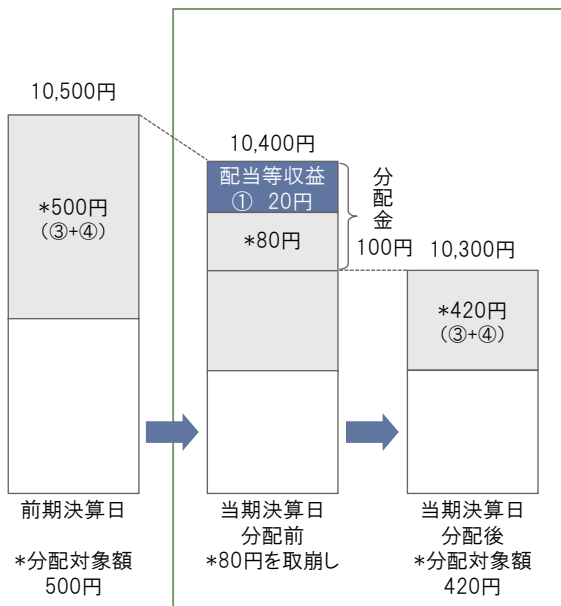 10,500円
*500円
(③+④)
前期決算日
*分配対象額
500円
10,400円
配当等収益
① 20円
*80円
分配金
100円
当期決算日
分配前
*80円を取崩し
10,300円
*420円
(③+④)
当期決算日
分配後
*分配対象額
420円